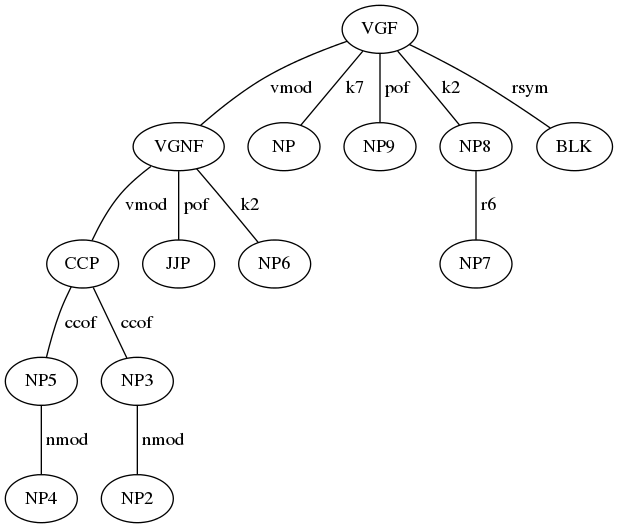 VGF
vmod k7 pof k2 rsym
VGNF NP NP9 NP8 BLK
vmod pof k2 r6
CCP JJP NP6 NP7
ccof ccof
NP5 NP3
nmod nmod
NP4 NP2